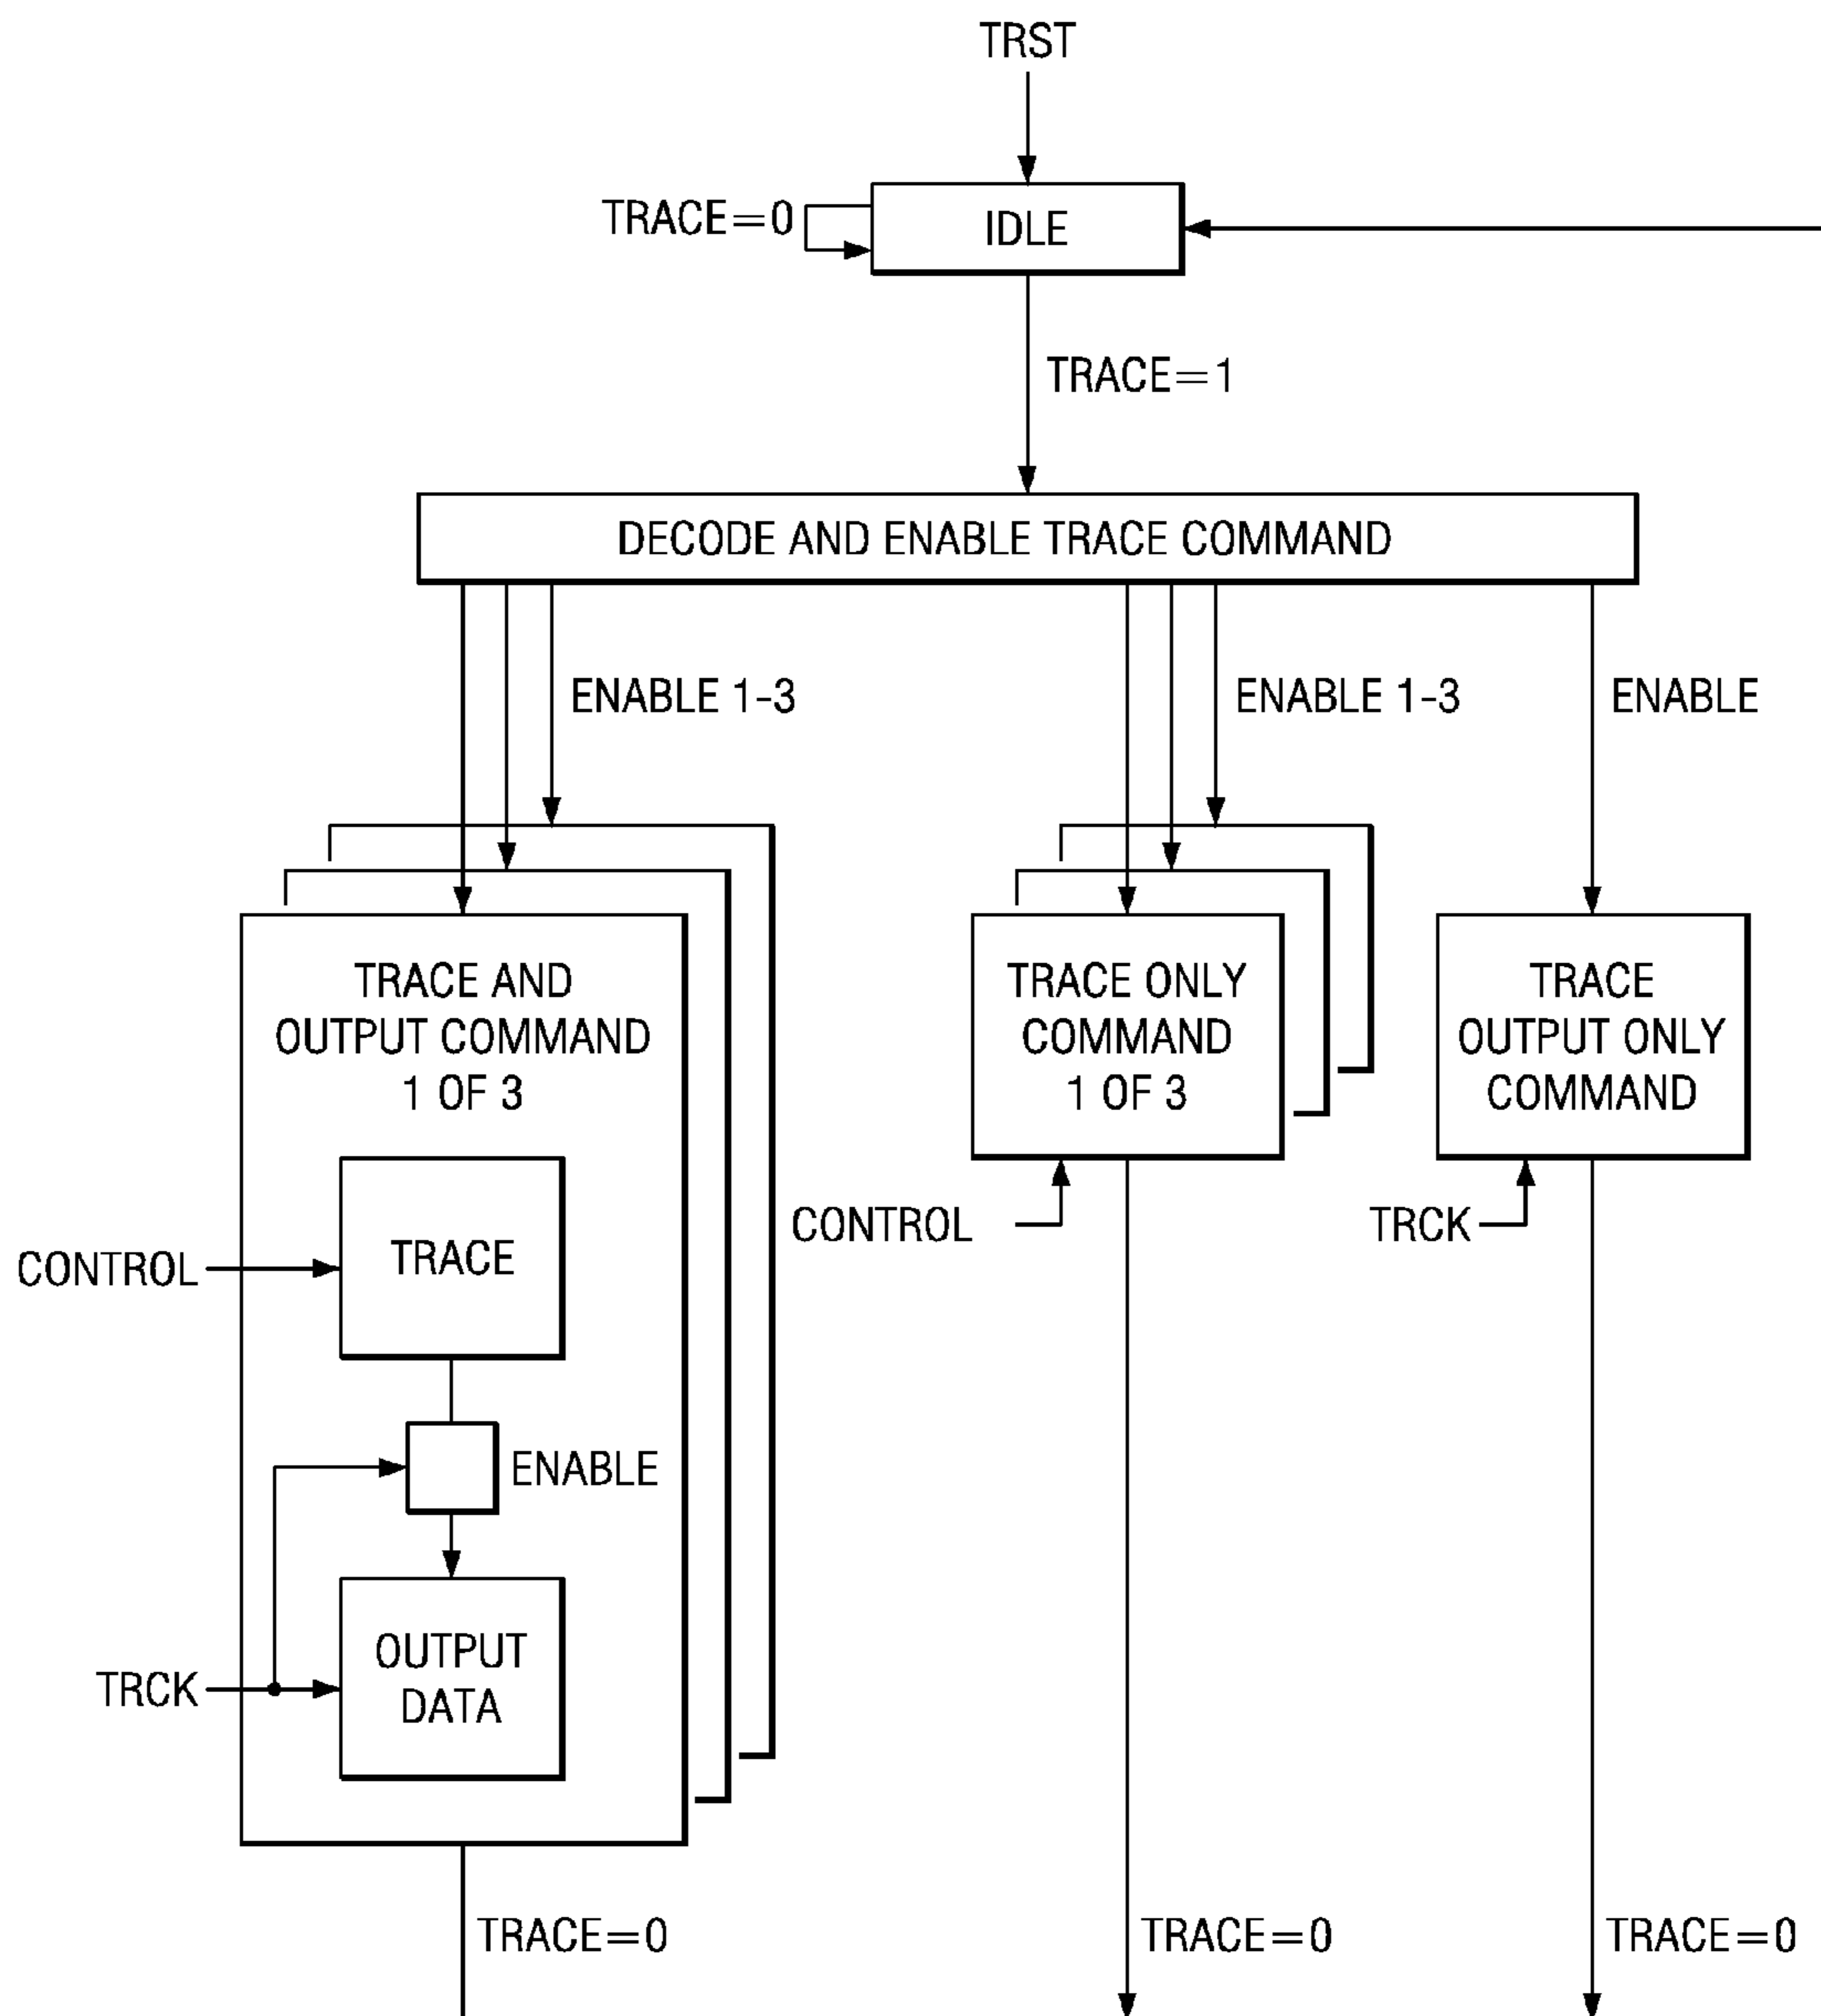 TRST
TRACE=0
IDLE
TRACE=1
DECODE AND ENABLE TRACE COMMAND
ENABLE 1-3
ENABLE 1-3
ENABLE
TRACE AND
OUTPUT COMMAND
1 OF 3
TRACE ONLY
COMMAND
1 OF 3
TRACE
OUTPUT ONLY
COMMAND
CONTROL
TRCK
CONTROL
TRACE
ENABLE
TRCK
OUTPUT
DATA
TRACE=0
TRACE=0
TRACE=0